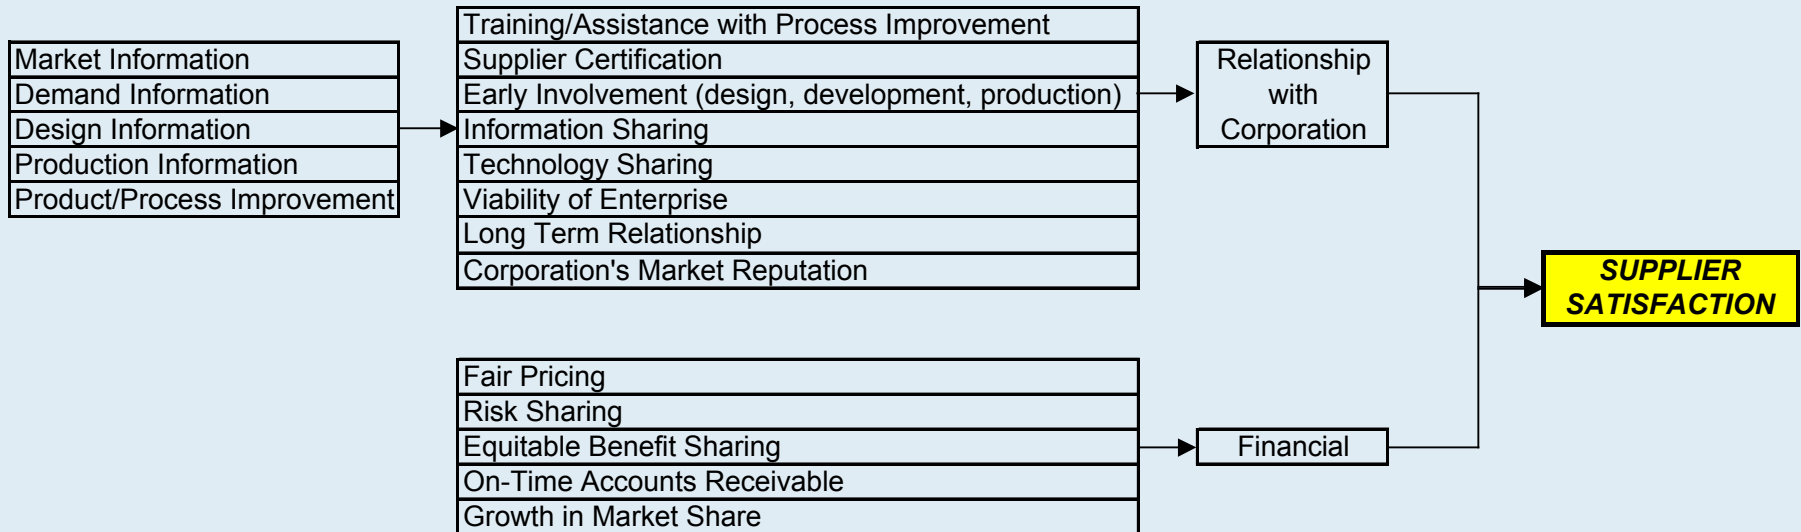 Market Information
Demand Information
Design Information
Production Information
Product/Process Improvement
Training/Assistance with Process Improvement
Supplier Certification
Early Involvement (design, development, production)
Information Sharing
Technology Sharing
Viability of Enterprise
Long Term Relationship
Corporation's Market Reputation
Relationship
with
Corporation
Fair Pricing
Risk Sharing
Equitable Benefit Sharing
On-Time Accounts Receivable
Growth in Market Share
Financial
SUPPLIER
SATISFACTION